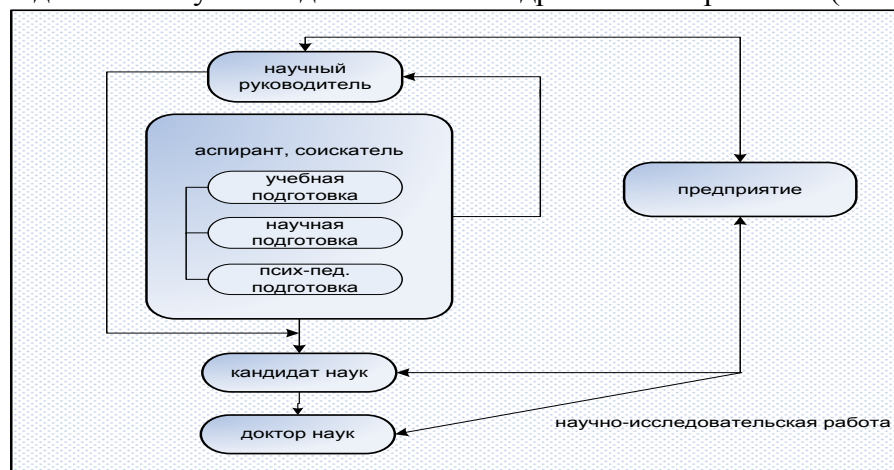 научный
руководитель
аспирант, соискатель
учебная
подготовка
предприятие
научная
подготовка
псих-пед.
подготовка
кандидат наук
научно-исследовательская работа
доктор наук